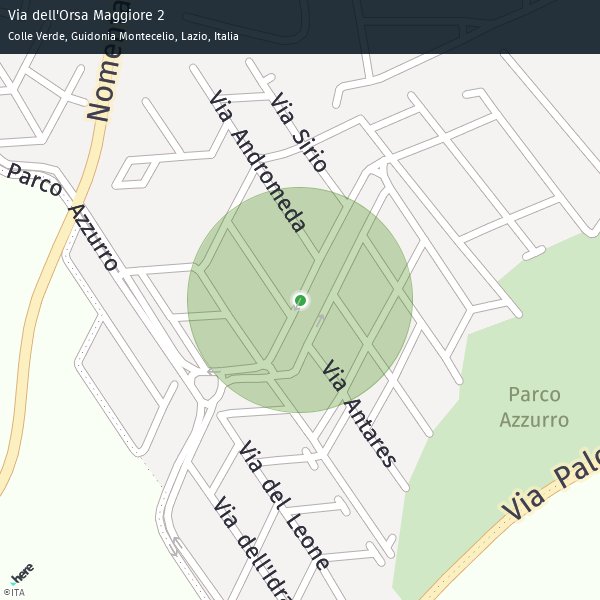 Via dell'Orsa Maggiore 2
Colle Verde, Guidonia Montecelio, Lazio, Italia
Nomenta
Via Andromeda
Via Sirio
Parco Azzurro
Parco
Azzurro
Via Antares
Via Palo
Via del Leone
Via dell'Idra
here
©ITA